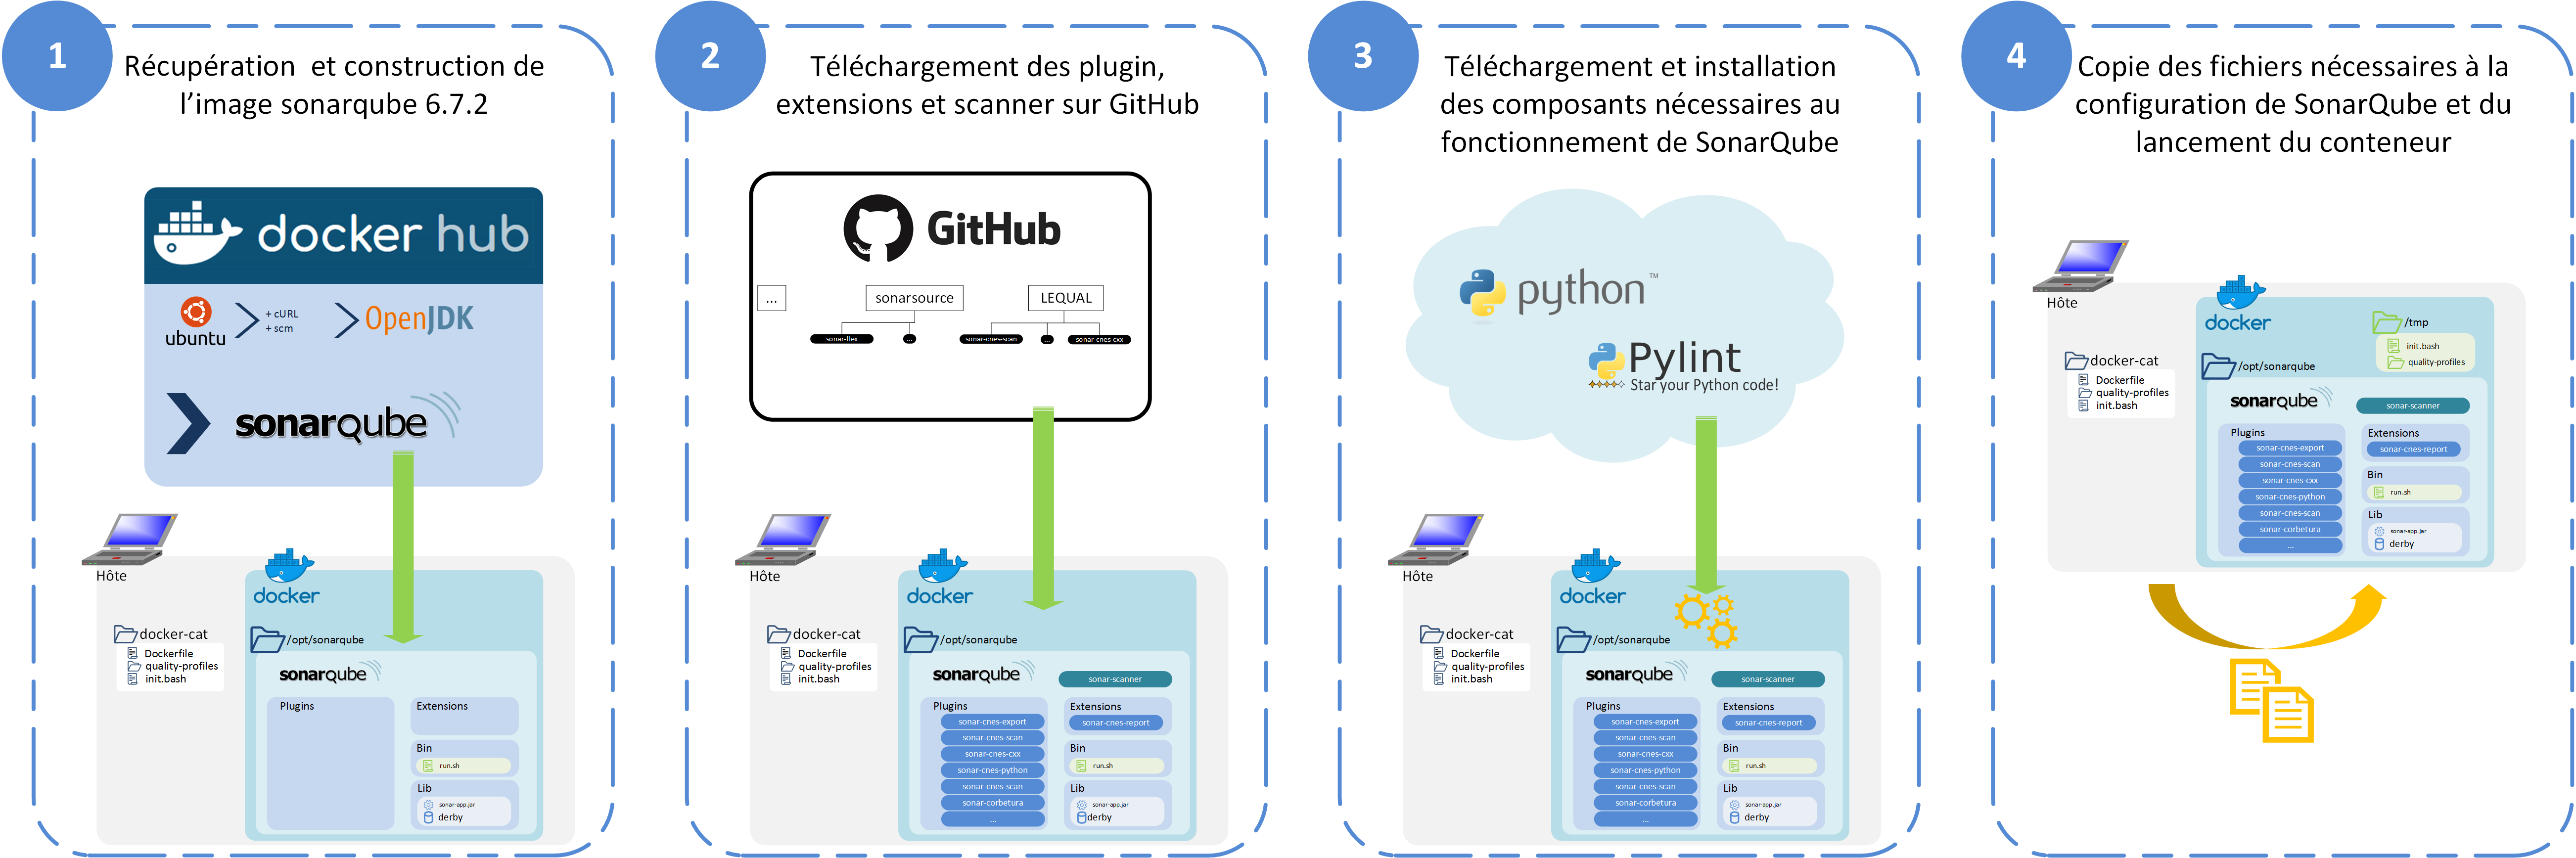 1
Récupération et construction de
l'image sonarqube 6.7.2
docker hub
ubuntu
+ cURL
+ scm
OpenJDK
sonarqube
Hôte
docker
docker-cat
Dockerfile
quality-profiles
init.bash
/opt/sonarqube
sonarqube
Plugins
Extensions
Bin
run.sh
Lib
sonar-app.jar
derby
2
Téléchargement des plugin,
extensions et scanner sur GitHub
GitHub
...
sonarsource
LEQUAL
sonar-flex
...
sonar-cnes-scan
...
sonar-cnes-cxx
Hôte
docker
docker-cat
Dockerfile
quality-profiles
init.bash
/opt/sonarqube
sonarqube
sonar-scanner
Plugins
sonar-cnes-export
sonar-cnes-scan
sonar-cnes-cxx
sonar-cnes-python
sonar-cnes-scan
sonar-corbetura
...
Extensions
sonar-cnes-report
Bin
run.sh
Lib
sonar-app.jar
derby
3
Téléchargement et installation
des composants nécessaires au
fonctionnement de SonarQube
python™
Pylint
Star your Python code!
Hôte
docker
docker-cat
Dockerfile
quality-profiles
init.bash
/opt/sonarqube
sonarqube
sonar-scanner
Plugins
sonar-cnes-export
sonar-cnes-scan
sonar-cnes-cxx
sonar-cnes-python
sonar-cnes-scan
sonar-corbetura
...
Extensions
sonar-cnes-report
Bin
run.sh
Lib
sonar-app.jar
derby
4
Copie des fichiers nécessaires à la
configuration de SonarQube et du
lancement du conteneur
Hôte
docker
/tmp
init.bash
quality-profiles
docker-cat
Dockerfile
quality-profiles
init.bash
/opt/sonarqube
sonarqube
sonar-scanner
Plugins
sonar-cnes-export
sonar-cnes-scan
sonar-cnes-cxx
sonar-cnes-python
sonar-cnes-scan
sonar-corbetura
...
Extensions
sonar-cnes-report
Bin
run.sh
Lib
sonar-app.jar
derby